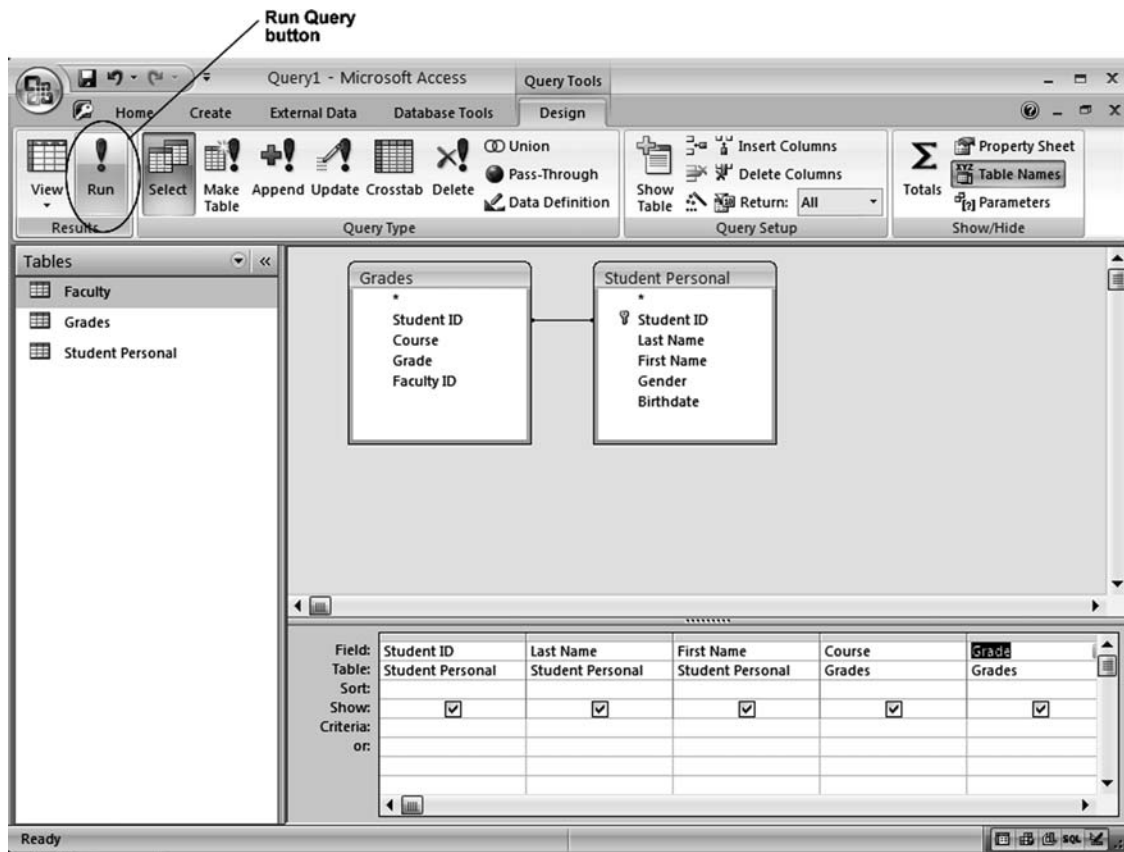 Run Query
button
Query1 - Microsoft Access
Query Tools
Home
Create
External Data
Database Tools
Design
View
Run
Select
Make
Table
Append
Update
Crosstab
Delete
Union
Pass-Through
Data Definition
Show
Table
Insert Columns
Delete Columns
Return: All
Totals
Property Sheet
XYZ
Table Names
[?] Parameters
Results
Query Type
Query Setup
Show/Hide
Tables
Faculty
Grades
Student Personal
Grades
*
Student ID
Course
Grade
Faculty ID
Student Personal
*
Student ID
Last Name
First Name
Gender
Birthdate
Field: Student ID Last Name First Name Course Grade
Table: Student Personal Student Personal Student Personal Grades Grades
Sort:
Show:
Criteria:
or:
Ready
SQL